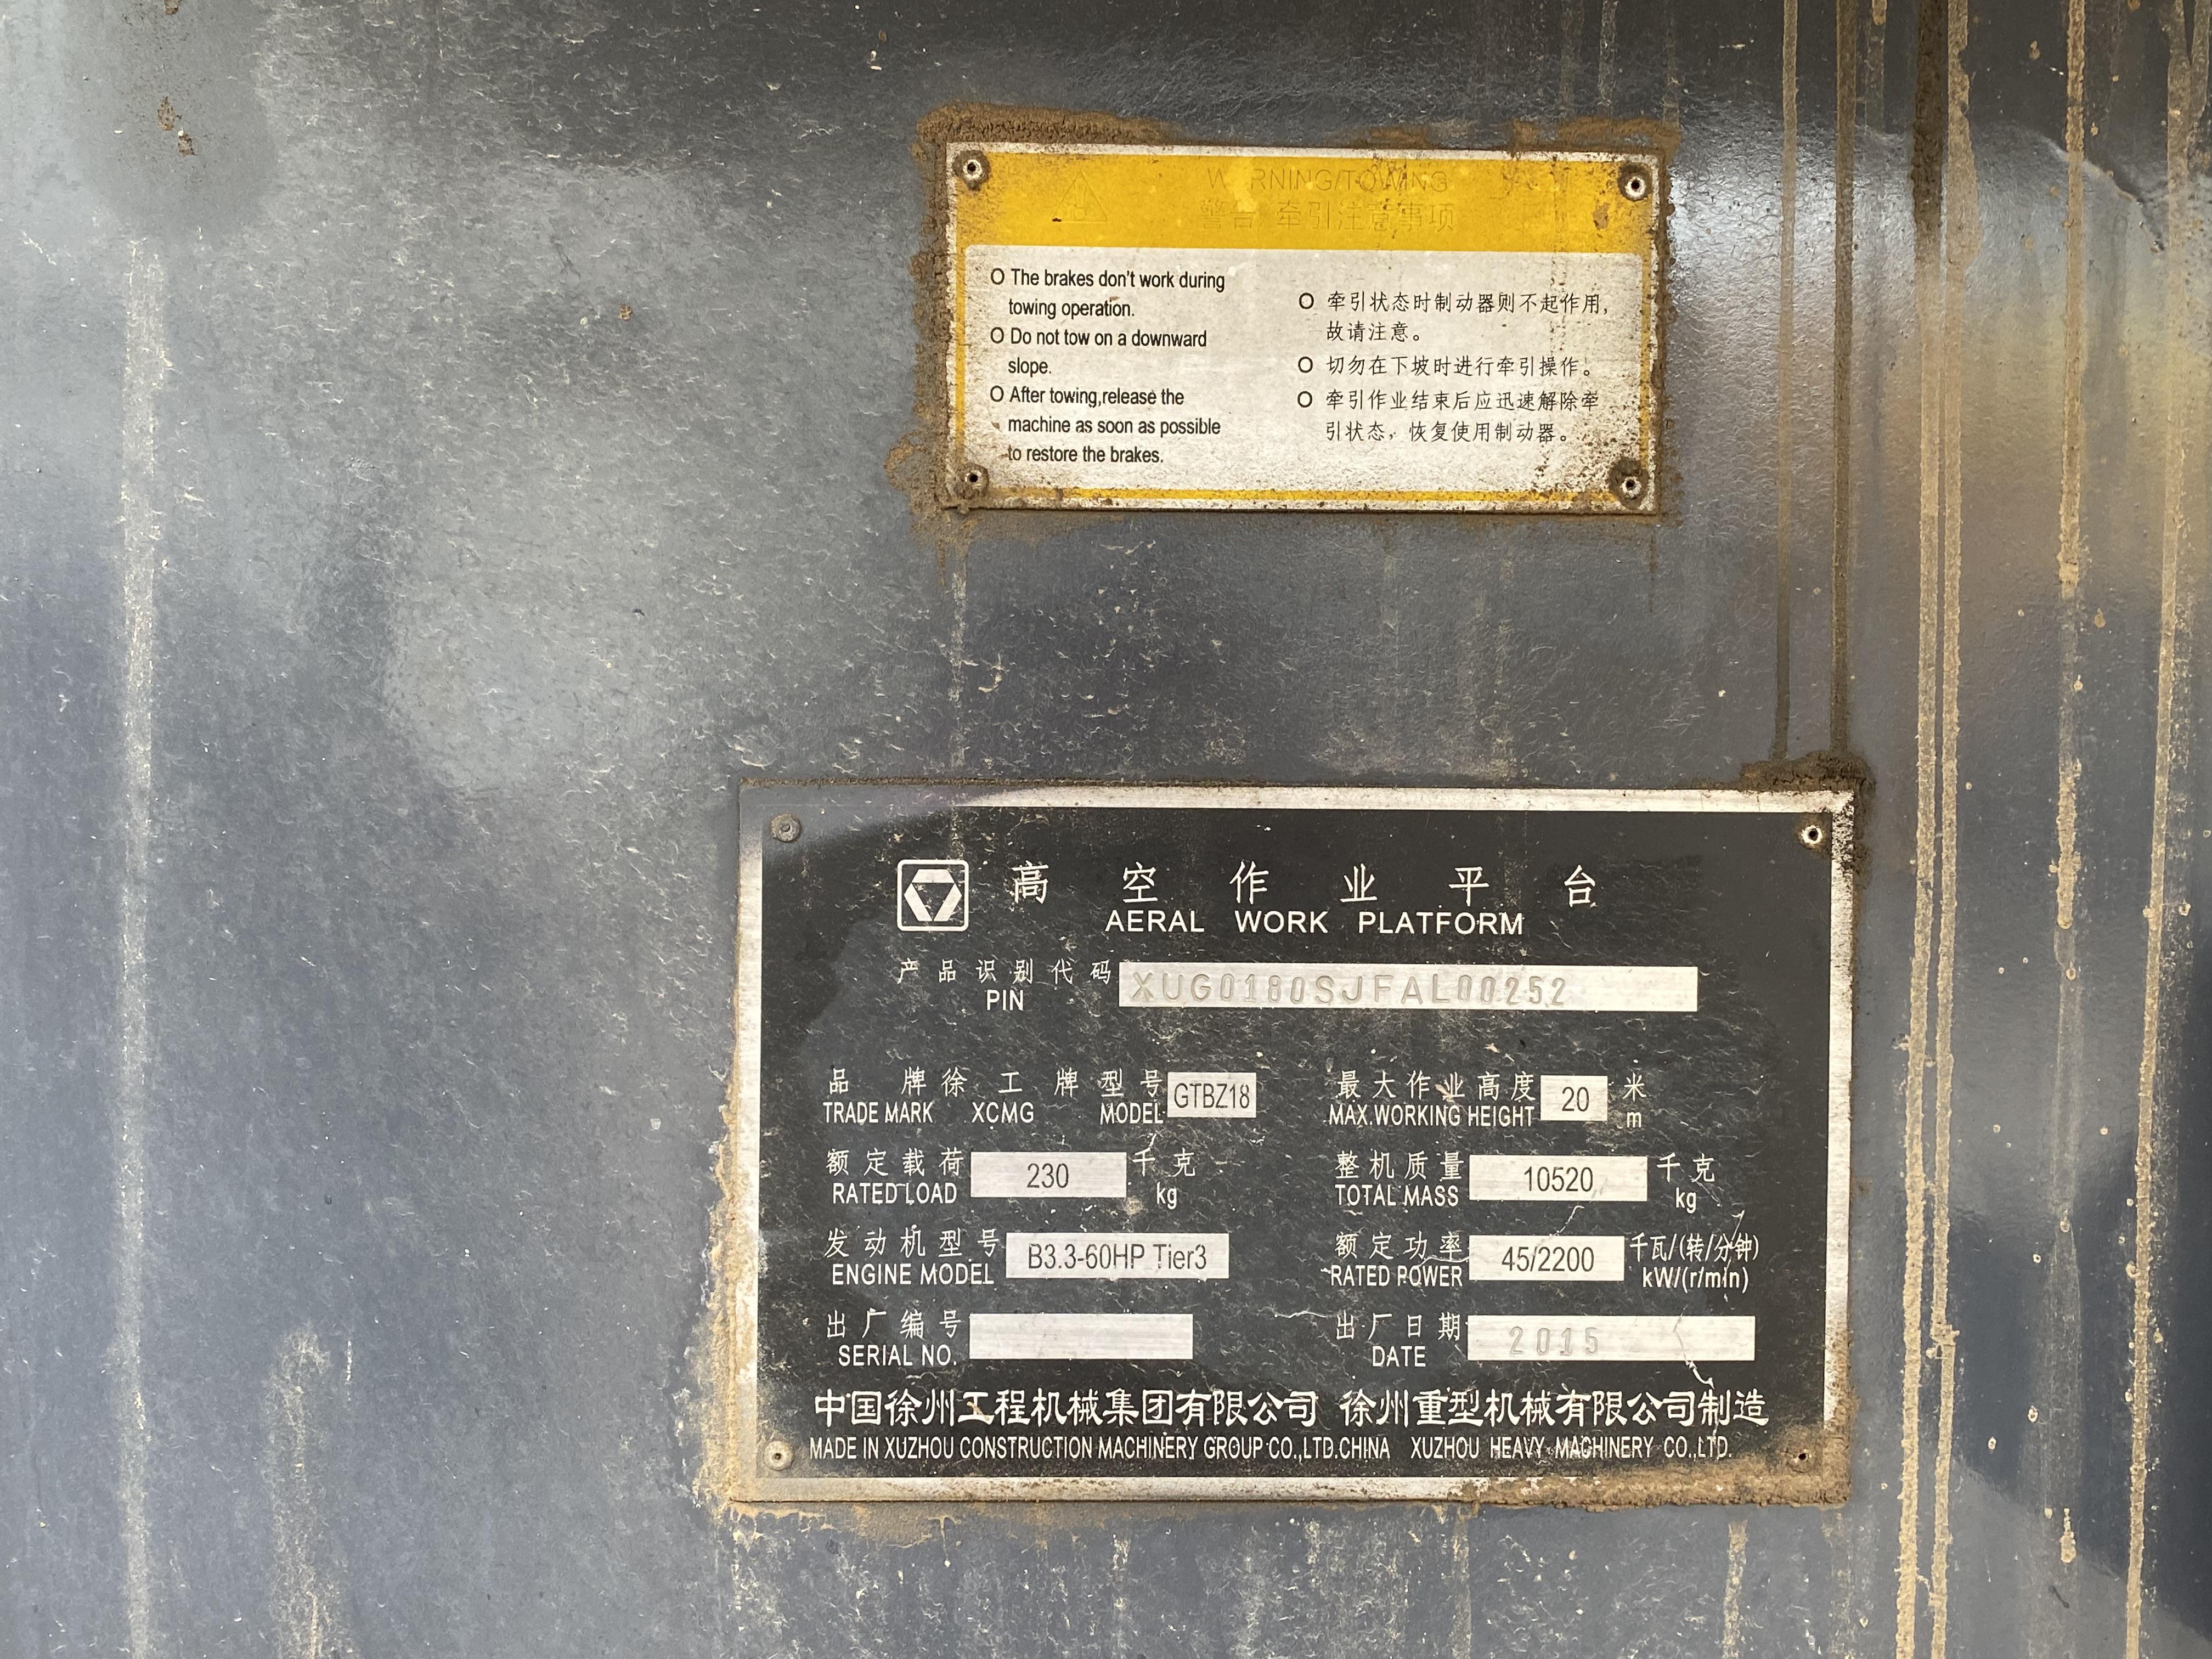 WARNING/TOWING
警告 牵引注意事项
O The brakes don't work during
towing operation.
O Do not tow on a downward
slope.
O After towing,release the
machine as soon as possible
to restore the brakes.
O 牵引状态时制动器则不起作用,
故请注意。
O 切勿在下坡时进行牵引操作。
O 牵引作业结束后应迅速解除牵
引状态, 恢复使用制动器。
高空作业平台
AERAL WORK PLATFORM
产品识别代码 XUG0180SJFAL00252
PIN
品牌 徐工牌 型号 GTBZ18 最大作业高度 20 米
TRADE MARK XCMG MODEL MAX.WORKING HEIGHT m
额定载荷 230 千克 整机质量 10520 千克
RATED LOAD kg TOTAL MASS kg
发动机型号 B3.3-60HP Tier3 额定功率 45/2200 千瓦/(转/分钟)
ENGINE MODEL RATED POWER kW/(r/min)
出厂编号 出厂日期 2015
SERIAL NO. DATE
中国徐州工程机械集团有限公司 徐州重型机械有限公司制造
MADE IN XUZHOU CONSTRUCTION MACHINERY GROUP CO.,LTD.CHINA XUZHOU HEAVY MACHINERY CO.,LTD.